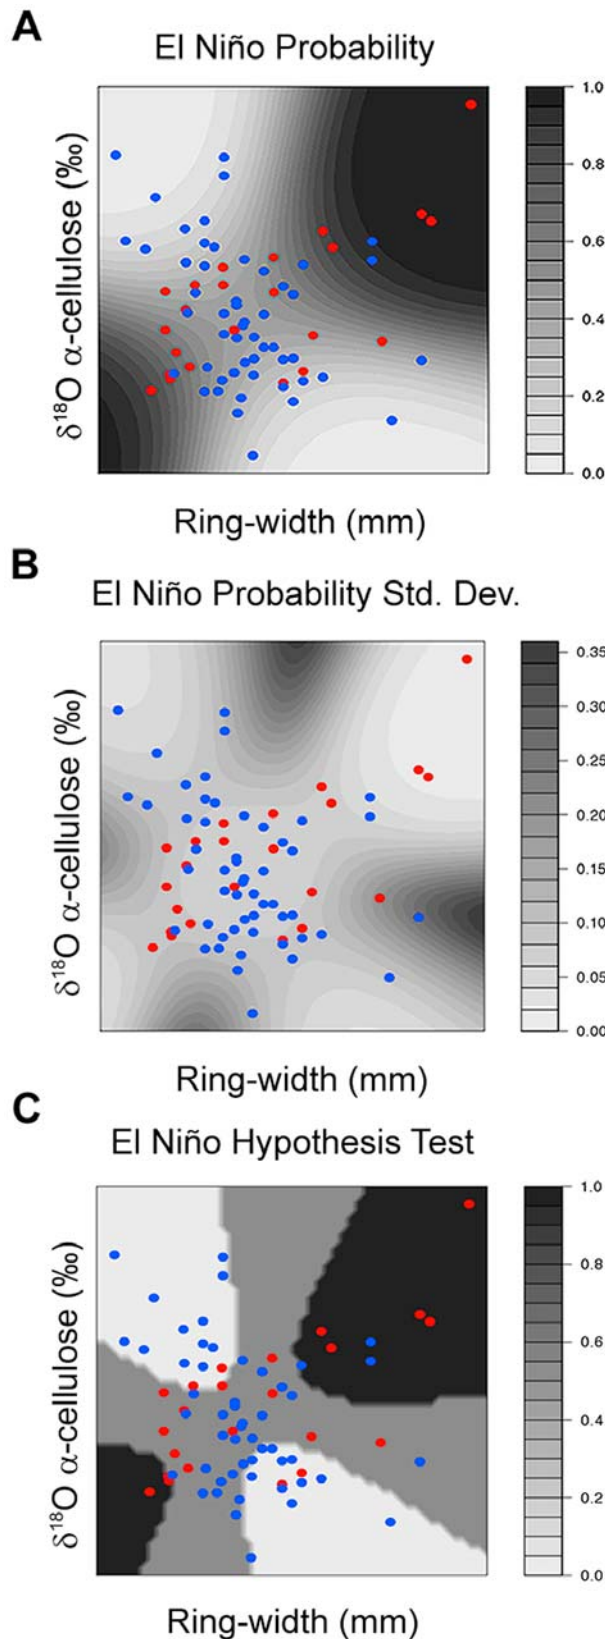 A
El Niño Probability
δ18O α-cellulose (‰)
1.0
0.8
0.6
0.4
0.2
0.0
Ring-width (mm)
B
El Niño Probability Std. Dev.
δ18O α-cellulose (‰)
0.35
0.30
0.25
0.20
0.15
0.10
0.05
0.00
Ring-width (mm)
C
El Niño Hypothesis Test
δ18O α-cellulose (‰)
1.0
0.8
0.6
0.4
0.2
0.0
Ring-width (mm)